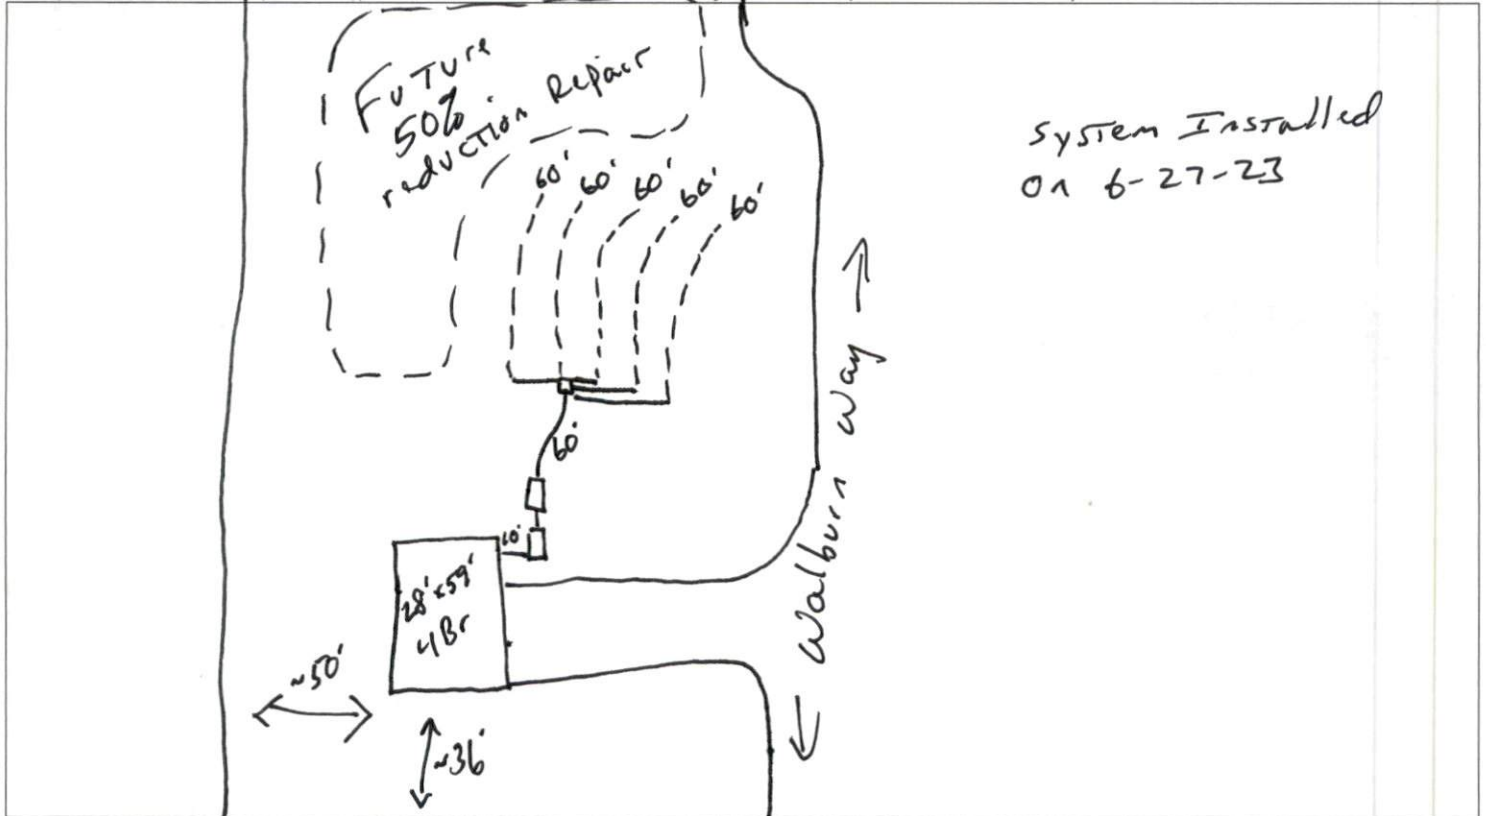 Future
50%
reduction Repair
System Installed
on 6-27-23
60'
60'
60'
60'
60'
60'
10'
28'x59'
4Br
~50'
~36'
Walburn Way